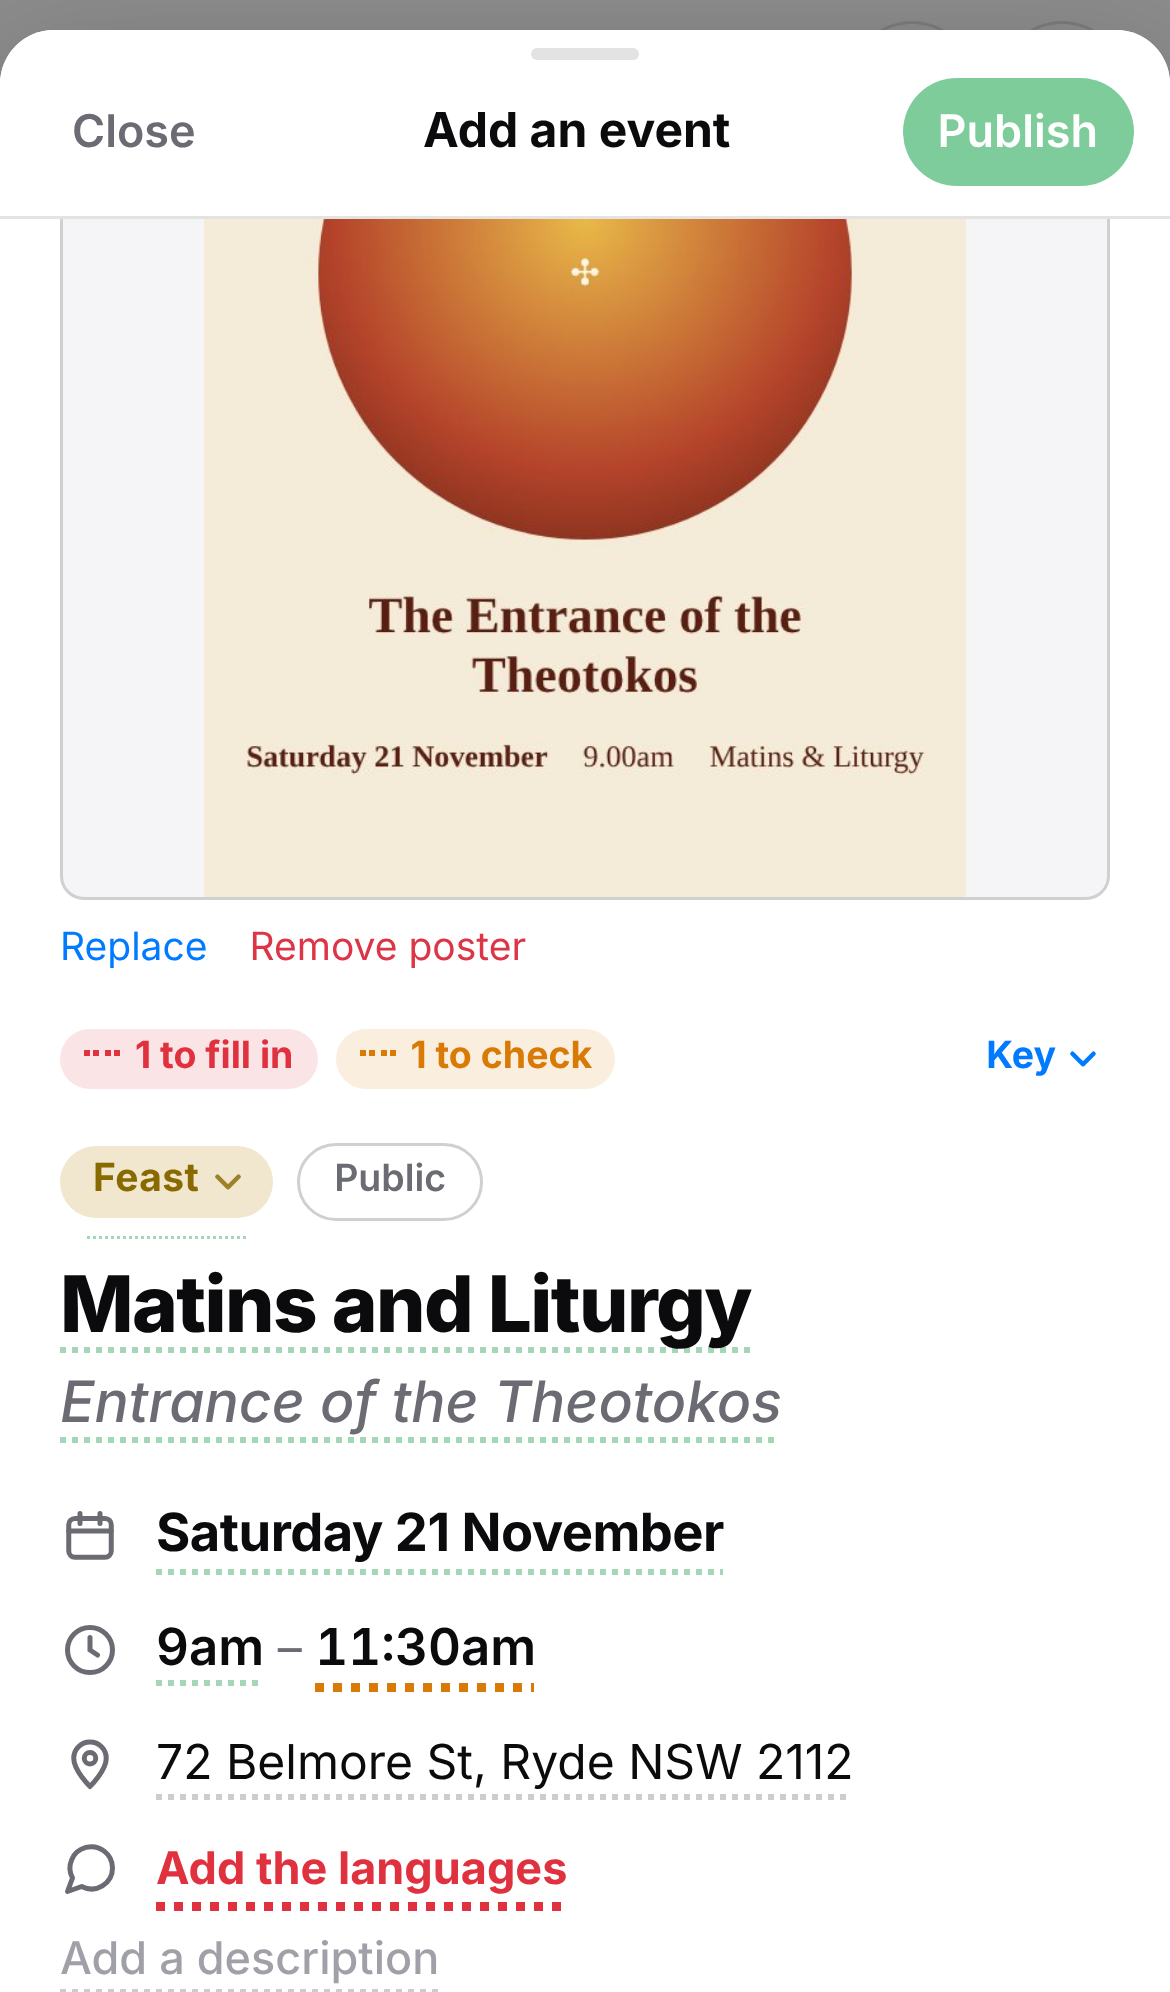 Close
Add an event
Publish
The Entrance of the
Theotokos
Saturday 21 November 9.00am Matins & Liturgy
Replace Remove poster
1 to fill in 1 to check Key
Feast Public
Matins and Liturgy
Entrance of the Theotokos
Saturday 21 November
9am – 11:30am
72 Belmore St, Ryde NSW 2112
Add the languages
Add a description